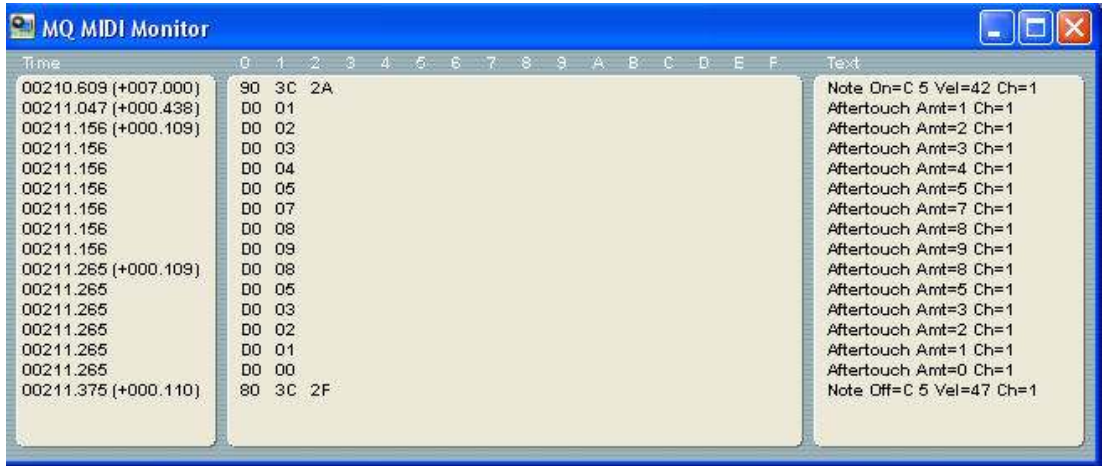 MQ MIDI Monitor
Time 0 1 2 3 4 5 6 7 8 9 A B C D E F Text
00210.609 (+007.000) 90 3C 2A Note On=C 5 Vel=42 Ch=1
00211.047 (+000.438) D0 01 Aftertouch Amt=1 Ch=1
00211.156 (+000.109) D0 02 Aftertouch Amt=2 Ch=1
00211.156 D0 03 Aftertouch Amt=3 Ch=1
00211.156 D0 04 Aftertouch Amt=4 Ch=1
00211.156 D0 05 Aftertouch Amt=5 Ch=1
00211.156 D0 07 Aftertouch Amt=7 Ch=1
00211.156 D0 08 Aftertouch Amt=8 Ch=1
00211.156 D0 09 Aftertouch Amt=9 Ch=1
00211.265 (+000.109) D0 08 Aftertouch Amt=8 Ch=1
00211.265 D0 05 Aftertouch Amt=5 Ch=1
00211.265 D0 03 Aftertouch Amt=3 Ch=1
00211.265 D0 02 Aftertouch Amt=2 Ch=1
00211.265 D0 01 Aftertouch Amt=1 Ch=1
00211.265 D0 00 Aftertouch Amt=0 Ch=1
00211.375 (+000.110) 80 3C 2F Note Off=C 5 Vel=47 Ch=1